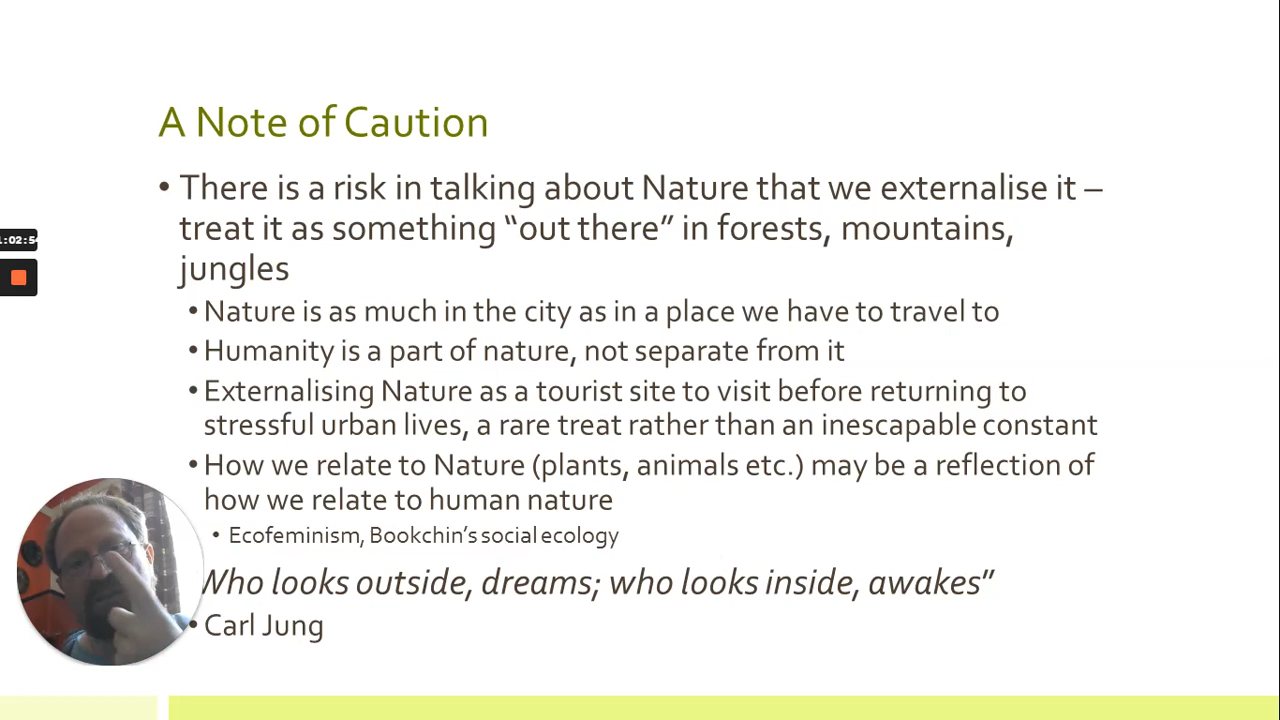 A Note of Caution
• There is a risk in talking about Nature that we externalise it –
treat it as something “out there” in forests, mountains,
jungles
:02:5
• Nature is as much in the city as in a place we have to travel to
• Humanity is a part of nature, not separate from it
• Externalising Nature as a tourist site to visit before returning to
stressful urban lives, a rare treat rather than an inescapable constant
• How we relate to Nature (plants, animals etc.) may be a reflection of
how we relate to human nature
• Ecofeminism, Bookchin’s social ecology
Who looks outside, dreams; who looks inside, awakes”
• Carl Jung